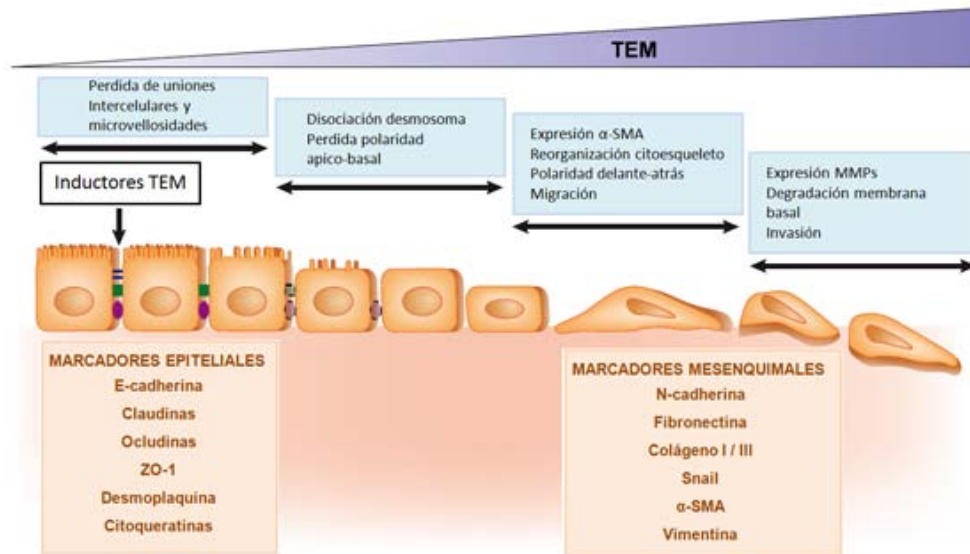 TEM
Perdida de uniones
Intercelulares y
microvellosidades
Disociación desmosoma
Perdida polaridad
apico-basal
Expresión α-SMA
Reorganización citoesqueleto
Polaridad delante-atrás
Migración
Expresión MMPs
Degradación membrana
basal
Invasión
Inductores TEM
MARCADORES EPITELIALES
E-cadherina
Claudinas
Ocludinas
ZO-1
Desmoplaquina
Citoqueratinas
MARCADORES MESENQUIMALES
N-cadherina
Fibronectina
Colágeno I / III
Snail
α-SMA
Vimentina